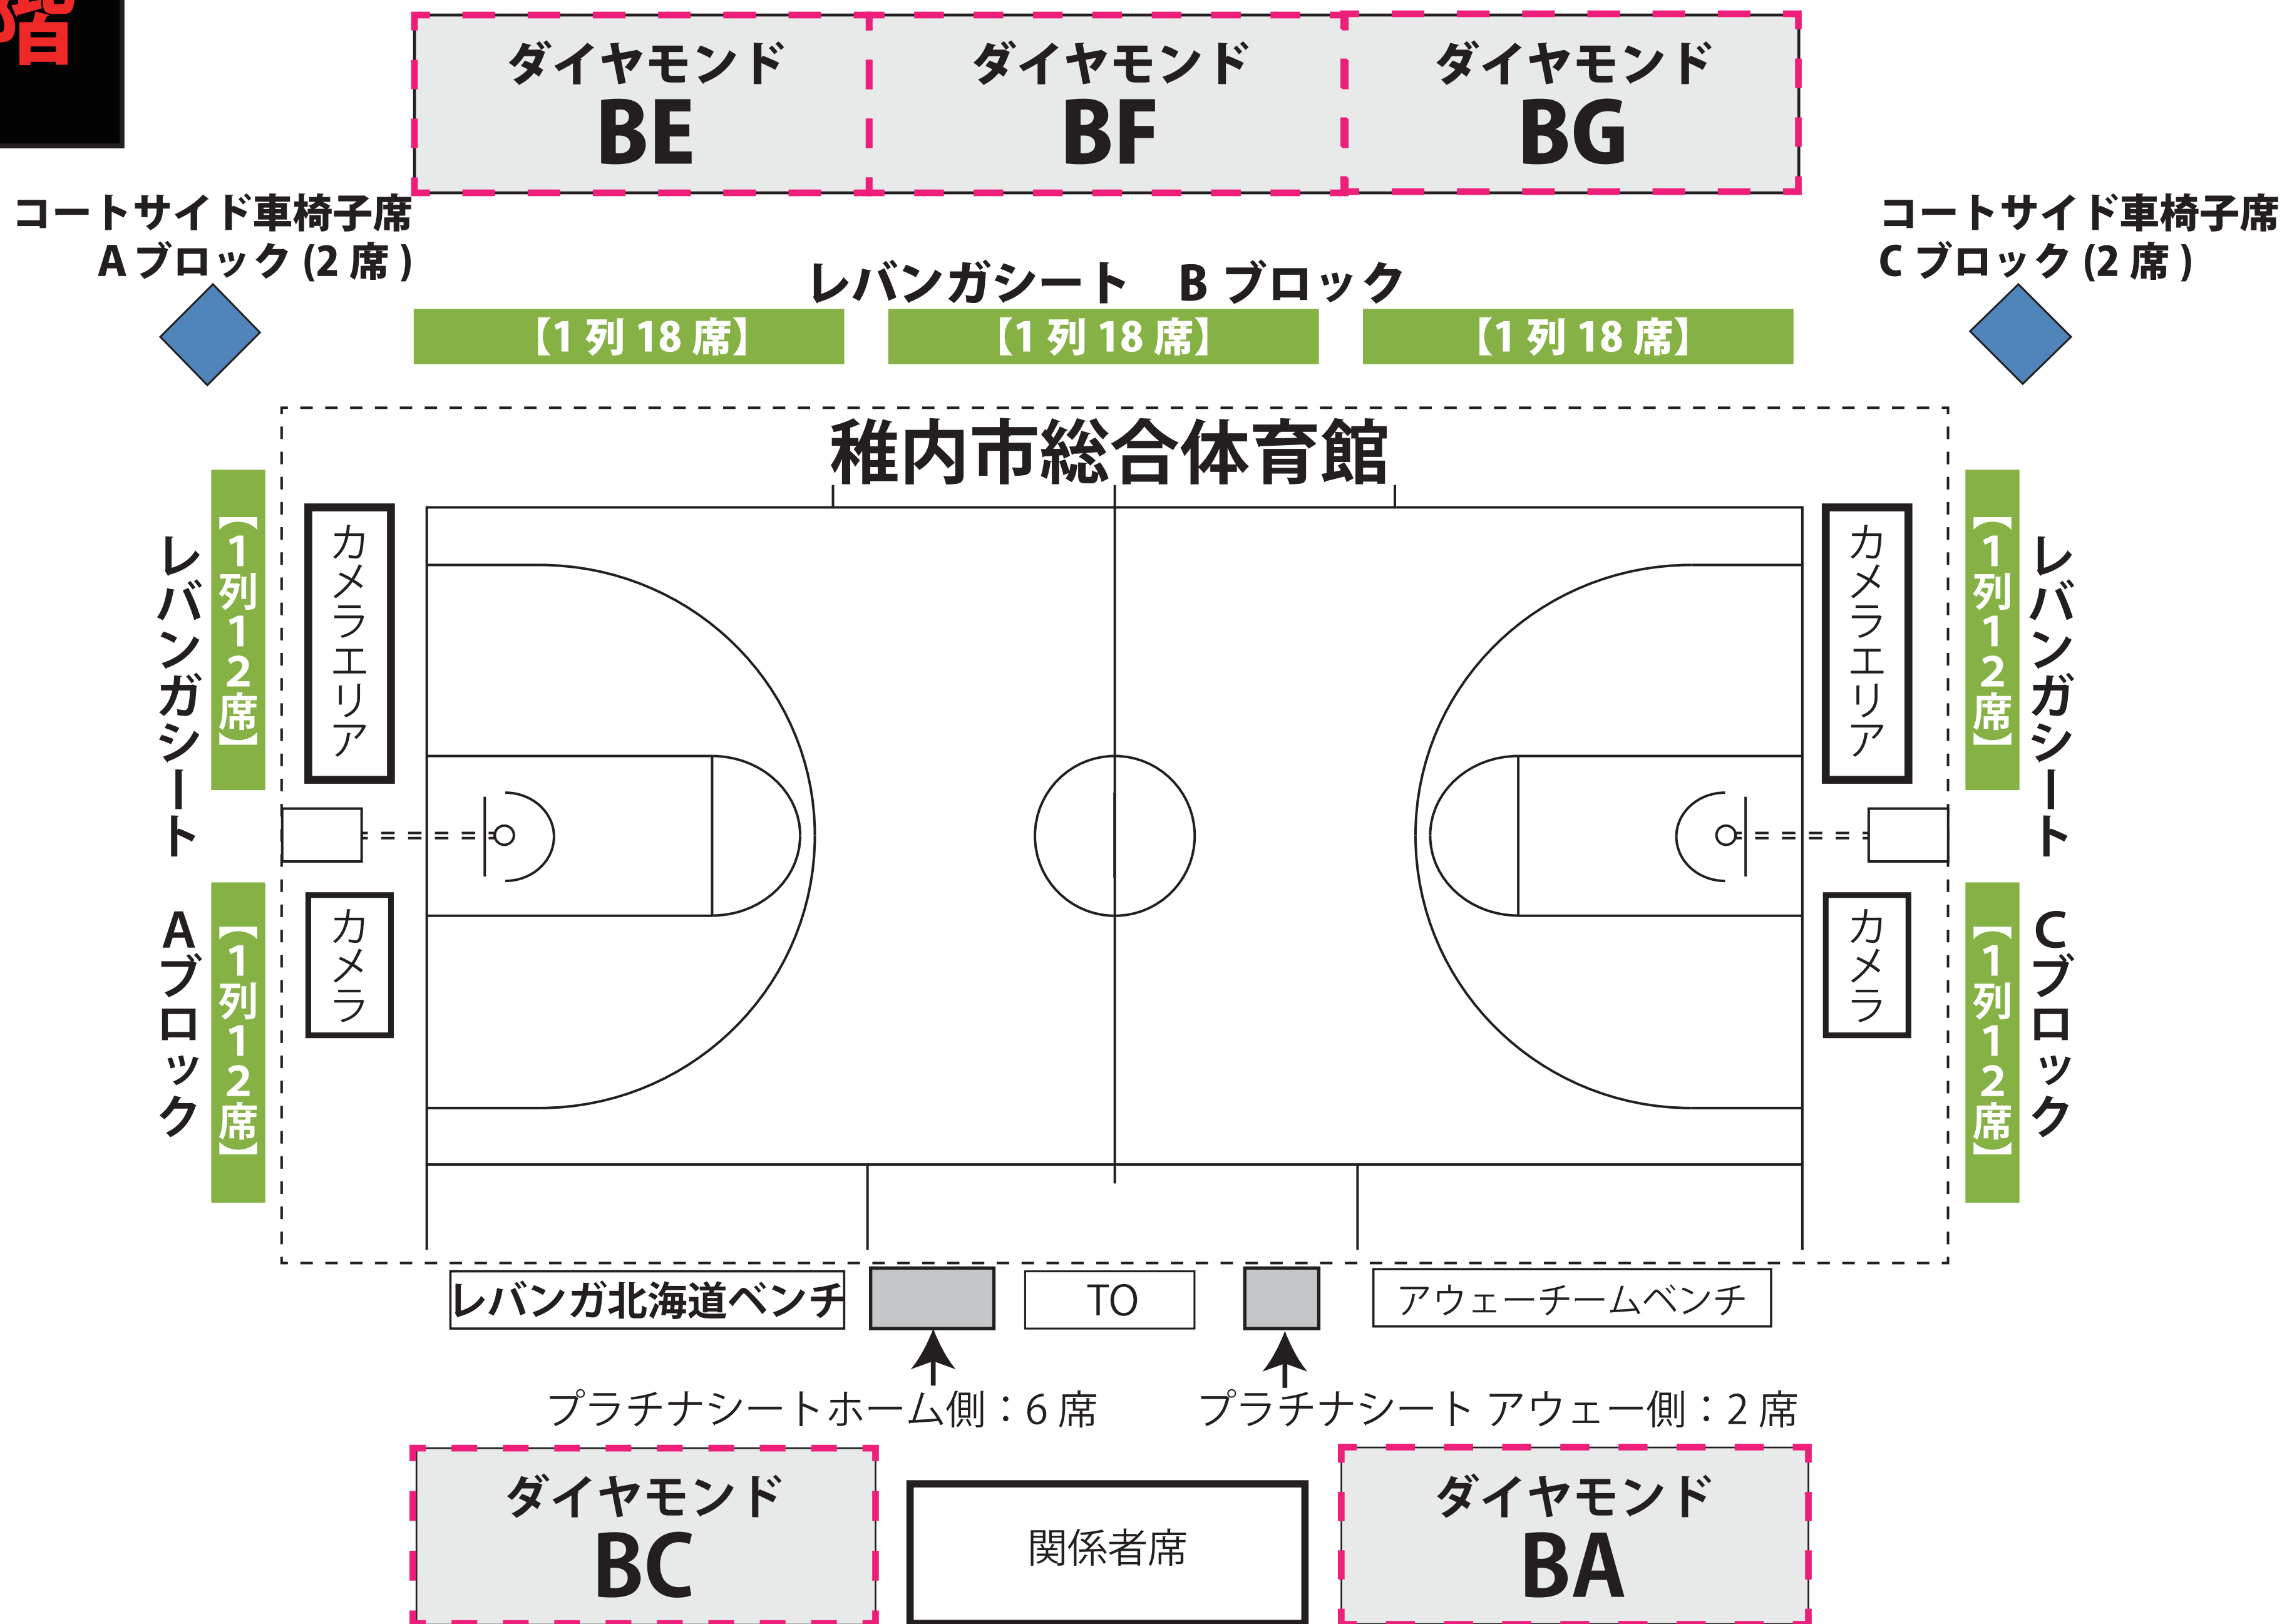 階
ダイヤモンド
BE
ダイヤモンド
BF
ダイヤモンド
BG
コートサイド車椅子席
A ブロック (2 席 )
コートサイド車椅子席
C ブロック (2 席 )
レバンガシート　B ブロック
【1 列 18 席】
【1 列 18 席】
【1 列 18 席】
稚内市総合体育館
レバンガシート　Aブロック
【1列12席】
【1列12席】
カメラエリア
カメラ
カメラエリア
カメラ
【1列12席】
【1列12席】
レバンガシート　Cブロック
レバンガ北海道ベンチ
TO
アウェーチームベンチ
プラチナシートホーム側：6 席
プラチナシート アウェー側：2 席
ダイヤモンド
BC
関係者席
ダイヤモンド
BA